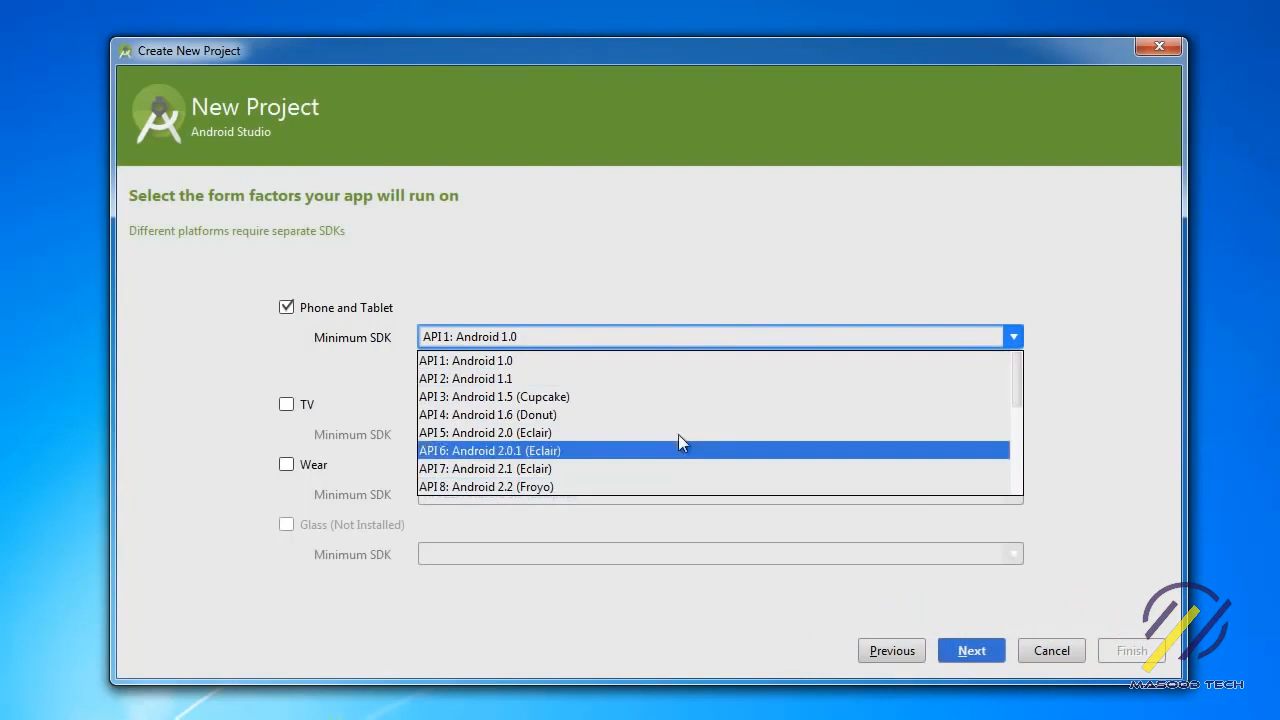 Create New Project
New Project
Android Studio
Select the form factors your app will run on
Different platforms require separate SDKs
Phone and Tablet
Minimum SDK
API 1: Android 1.0
API 1: Android 1.0
API 2: Android 1.1
API 3: Android 1.5 (Cupcake)
TV
API 4: Android 1.6 (Donut)
Minimum SDK
API 5: Android 2.0 (Eclair)
API 6: Android 2.0.1 (Eclair)
Wear
API 7: Android 2.1 (Eclair)
Minimum SDK
API 8: Android 2.2 (Froyo)
Glass (Not Installed)
Minimum SDK
Previous
Next
Cancel
Finish
MASOOD TECH